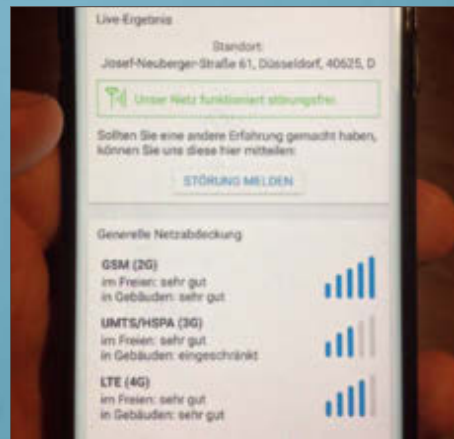 Live-Ergebnis
Standort:
Josef-Neuberger-Straße 61, Düsseldorf, 40625, D
Unser Netz funktioniert störungsfrei.
Sollten Sie eine andere Erfahrung gemacht haben,
können Sie uns diese hier mitteilen:
STÖRUNG MELDEN
Generelle Netzabdeckung
GSM (2G)
im Freien: sehr gut
in Gebäuden: sehr gut
UMTS/HSPA (3G)
im Freien: sehr gut
in Gebäuden: eingeschränkt
LTE (4G)
im Freien: sehr gut
in Gebäuden: sehr gut